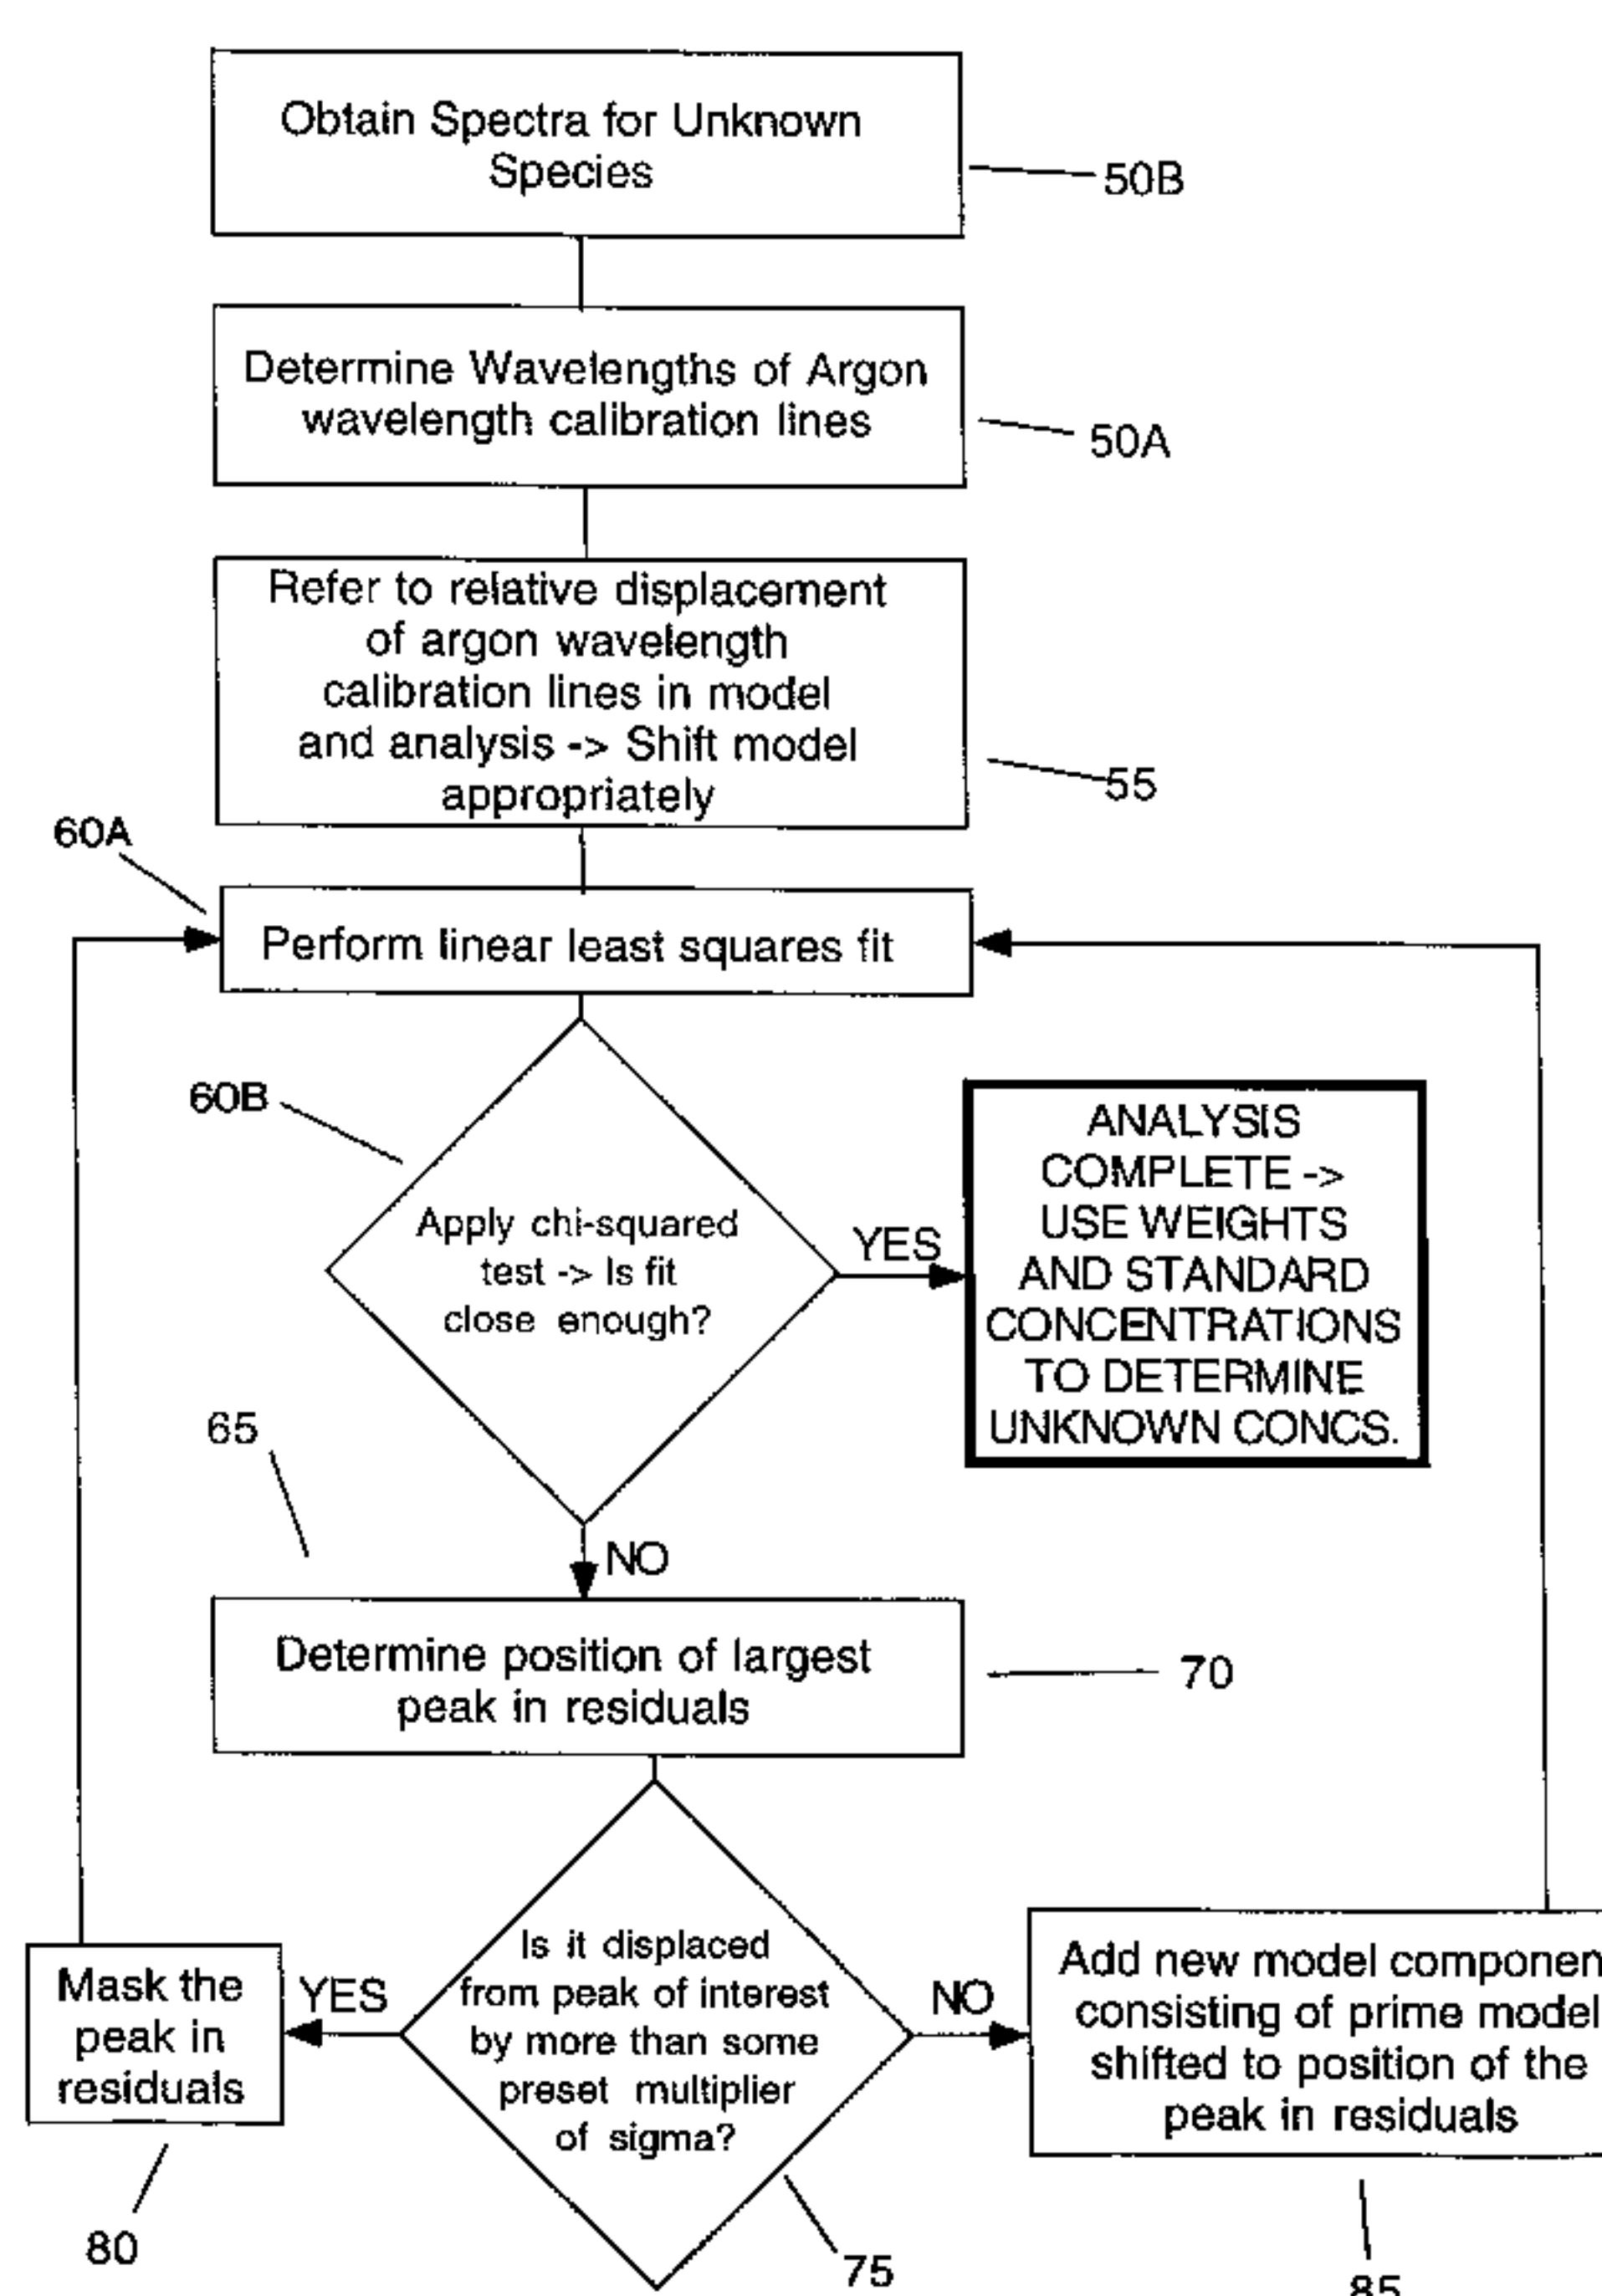 Obtain Spectra for Unknown
Species
50B
Determine Wavelengths of Argon
wavelength calibration lines
50A
Refer to relative displacement
of argon wavelength
calibration lines in model
and analysis -> Shift model
appropriately
55
60A
Perform linear least squares fit
60B
Apply chi-squared
test -> Is fit
close enough?
YES
ANALYSIS
COMPLETE ->
USE WEIGHTS
AND STANDARD
CONCENTRATIONS
TO DETERMINE
UNKNOWN CONCS.
65
NO
Determine position of largest
peak in residuals
70
Is it displaced
from peak of interest
by more than some
preset multiplier
of sigma?
YES
Mask the
peak in
residuals
NO
Add new model componen
consisting of prime model
shifted to position of the
peak in residuals
80
75
85